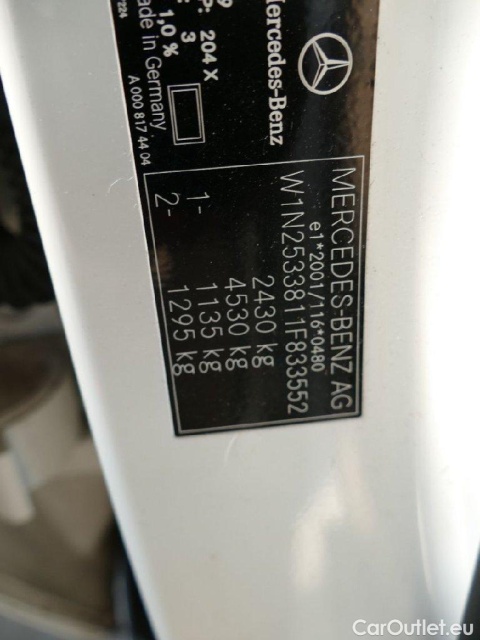 MERCEDES-BENZ AG
e1*2001/116*0480
W1N2533811F833552
2430 kg
4530 kg
1- 1135 kg
2- 1295 kg
Mercedes-Benz
9
P: 204 X
: 3
1,0 %
ade in Germany
A 000 817 44 04
CarOutlet.eu